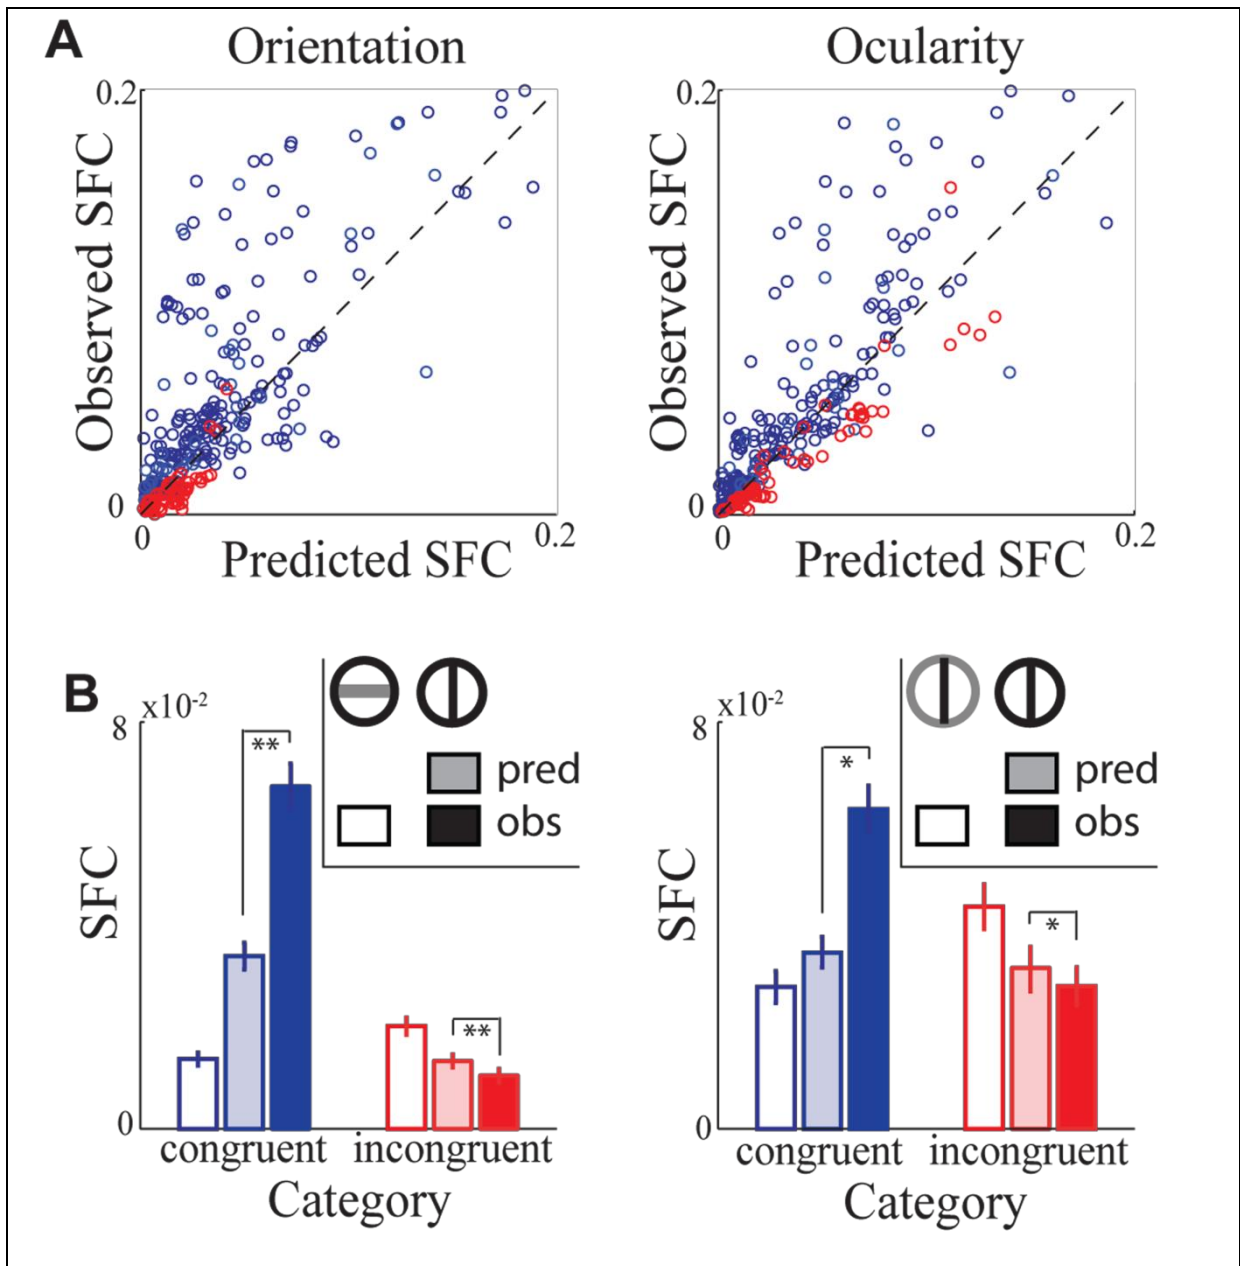 A
Orientation
Ocularity
0.2
0.2
Observed SFC
Observed SFC
0
0
0
0.2
0
0.2
Predicted SFC
Predicted SFC
B
8
x10-2
8
x10-2
**
*
pred
pred
obs
obs
SFC
SFC
**
*
0
0
congruent
incongruent
congruent
incongruent
Category
Category